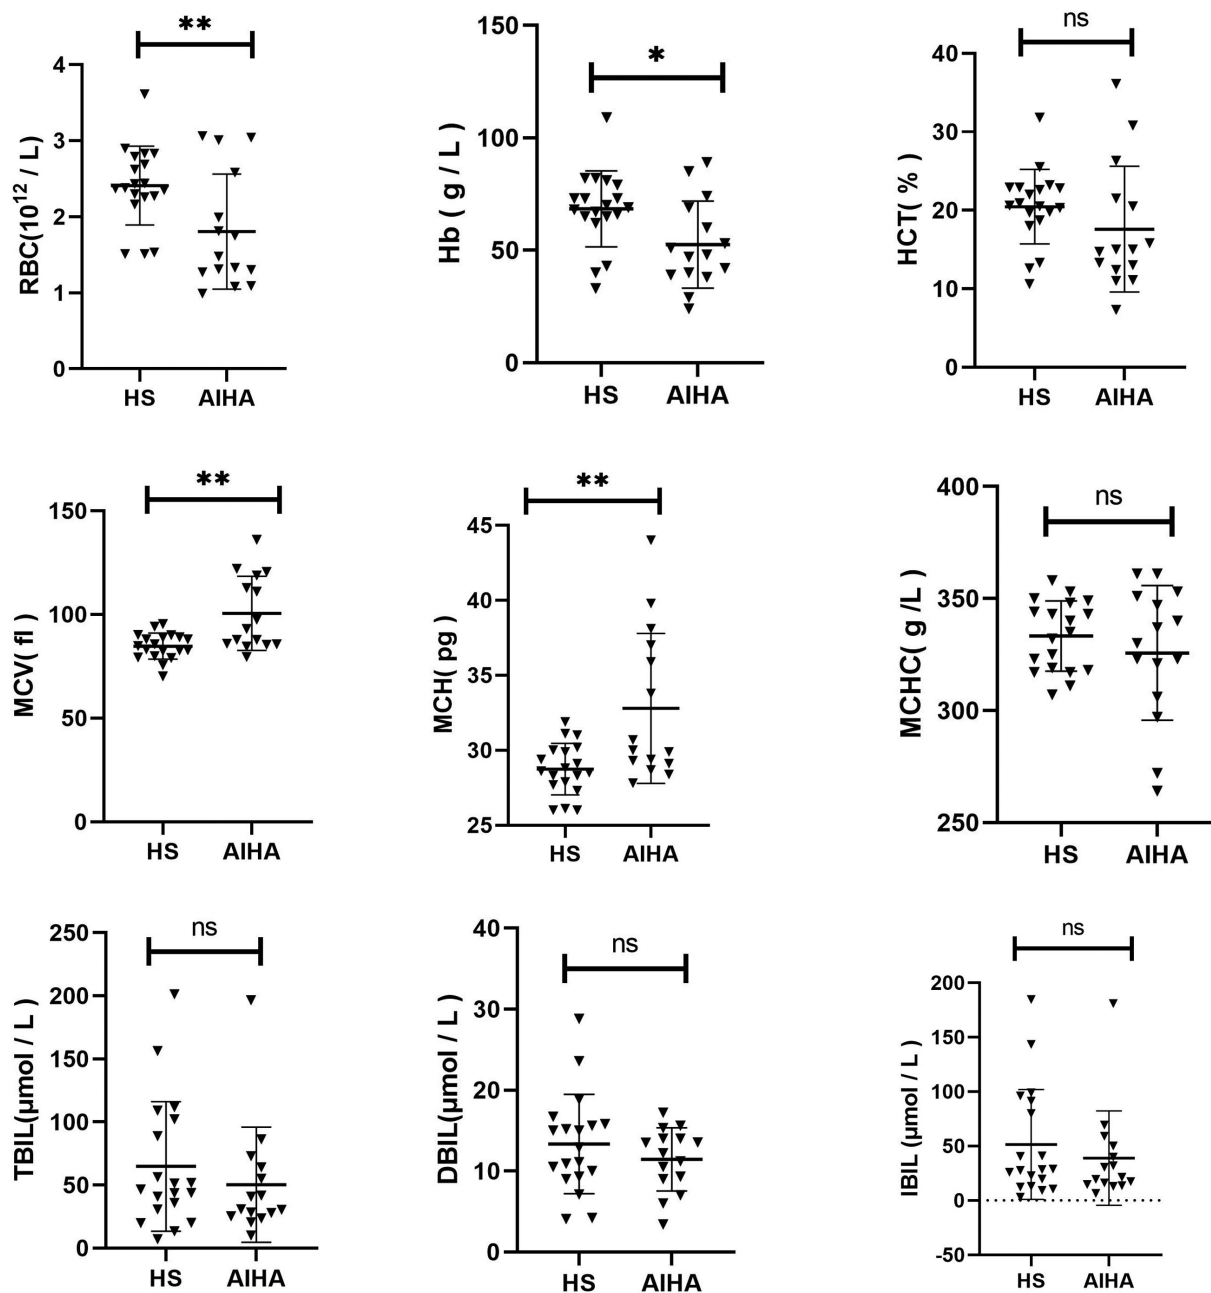 **
RBC(10¹² / L)
4
3
2
1
0
HS AIHA
*
Hb ( g / L )
150
100
50
0
HS AIHA
ns
HCT( % )
40
30
20
10
0
HS AIHA
**
MCV( fl )
150
100
50
0
HS AIHA
**
MCH( pg )
45
40
35
30
25
HS AIHA
ns
MCHC( g /L )
400
350
300
250
HS AIHA
ns
TBIL(μmol / L )
250
200
150
100
50
0
HS AIHA
ns
DBIL(μmol / L )
40
30
20
10
0
HS AIHA
ns
IBIL (μmol / L )
200
150
100
50
0
-50
HS AIHA